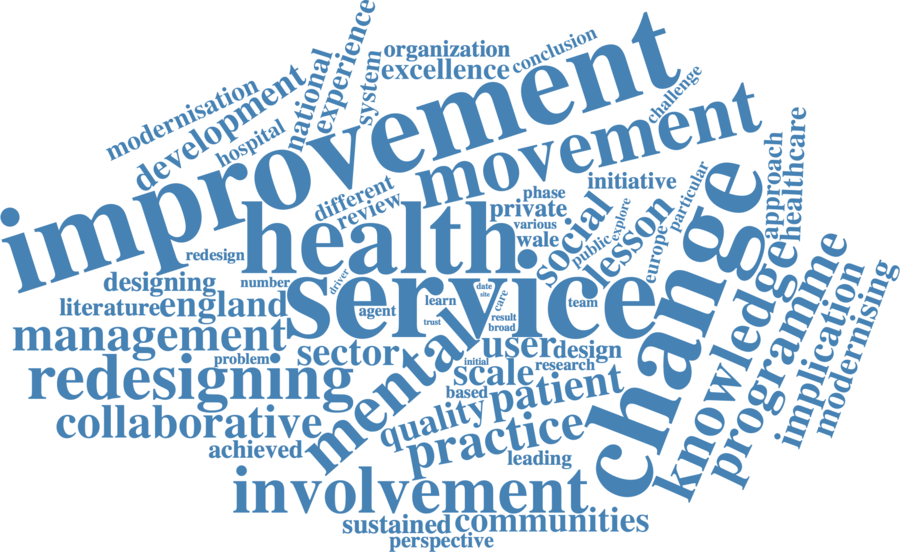 organization
conclusion
excellence
experience
national
system
modernisation
development
hospital
improvement
challenge
movement
different
review
phase
initiative
private
various
wale
health
social
public
explore
lesson
particular
europe
approach
healthcare
change
redesign
designing
number
driver
literature
england
agent
learn
date
site
care
service
team
trust
result
broad
management
problem
sector
mental
user
design
initial
research
scale
based
patient
redesigning
collaborative
quality
practice
achieved
leading
knowledge
programme
implication
modernising
involvement
sustained
communities
perspective